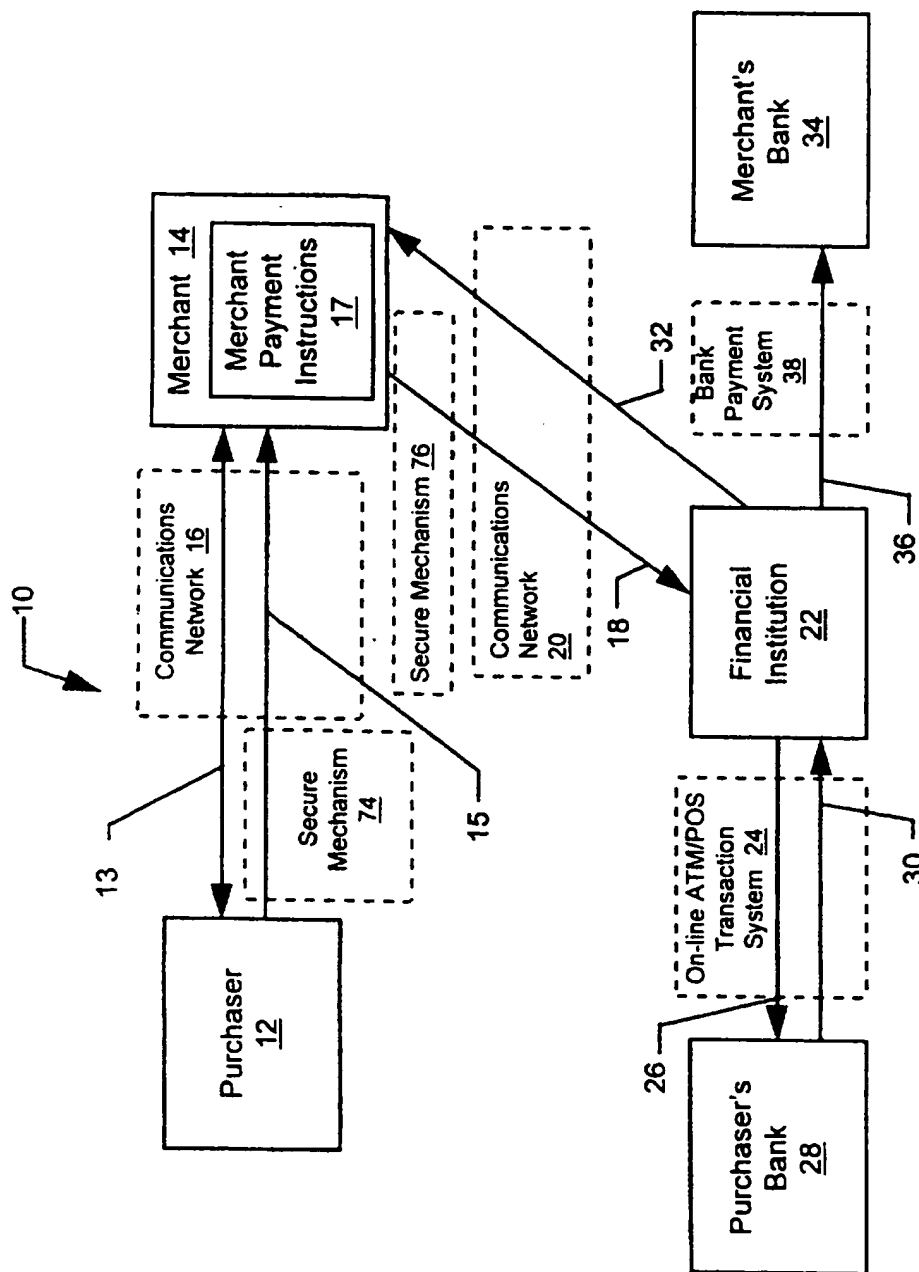 10
Purchaser
12
13
Secure
Mechanism
74
15
Communications
Network 16
Merchant 14
Merchant
Payment
Instructions
17
Secure Mechanism 76
Communications
Network
20
18
32
Purchaser's
Bank
28
26
On-line ATM/POS
Transaction
System 24
30
Financial
Institution
22
36
Bank
Payment
System
38
Merchant's
Bank
34